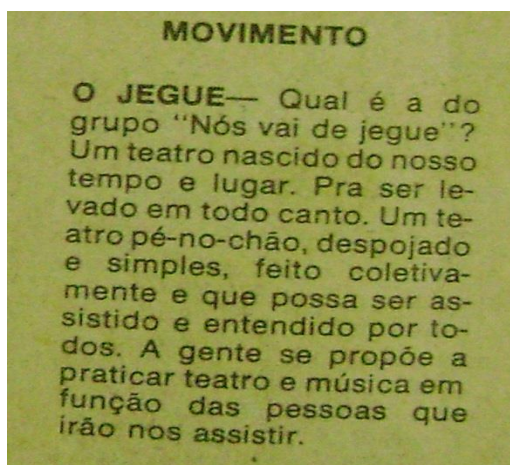 MOVIMENTO
O JEGUE— Qual é a do
grupo "Nós vai de jegue"?
Um teatro nascido do nosso
tempo e lugar. Pra ser le-
vado em todo canto. Um te-
atro pé-no-chão, despojado
e simples, feito coletiva-
mente e que possa ser as-
sistido e entendido por to-
dos. A gente se propõe a
praticar teatro e música em
função das pessoas que
irão nos assistir.